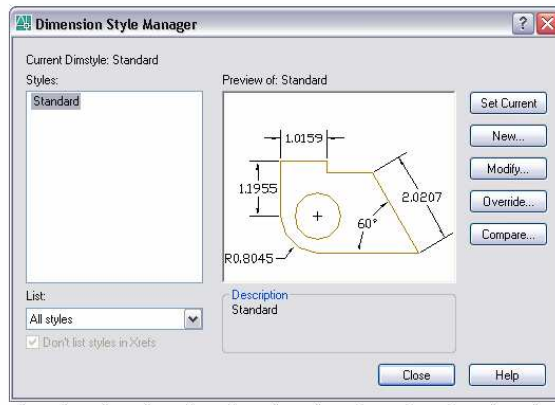 Dimension Style Manager
Current Dimstyle: Standard
Styles:
Standard
Preview of: Standard
1.0159
1.1955
2.0207
60°
R0.8045
Set Current
New...
Modify...
Override...
Compare...
List:
All styles
Don't list styles in Xrefs
Description
Standard
Close
Help